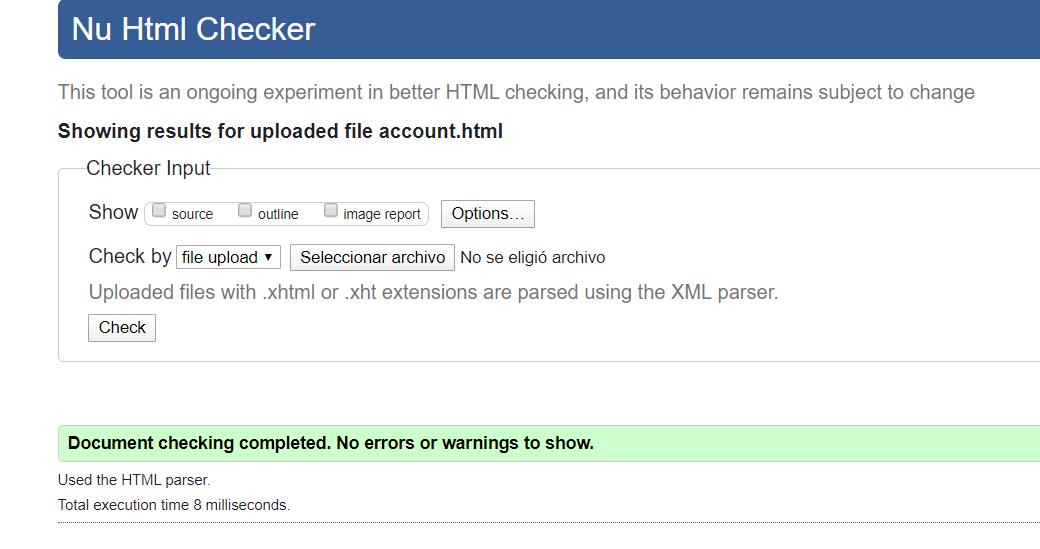 Nu Html Checker
This tool is an ongoing experiment in better HTML checking, and its behavior remains subject to change
Showing results for uploaded file account.html
Checker Input
Show source outline image report Options...
Check by file upload Seleccionar archivo No se eligió archivo
Uploaded files with .xhtml or .xht extensions are parsed using the XML parser.
Check
Document checking completed. No errors or warnings to show.
Used the HTML parser.
Total execution time 8 milliseconds.